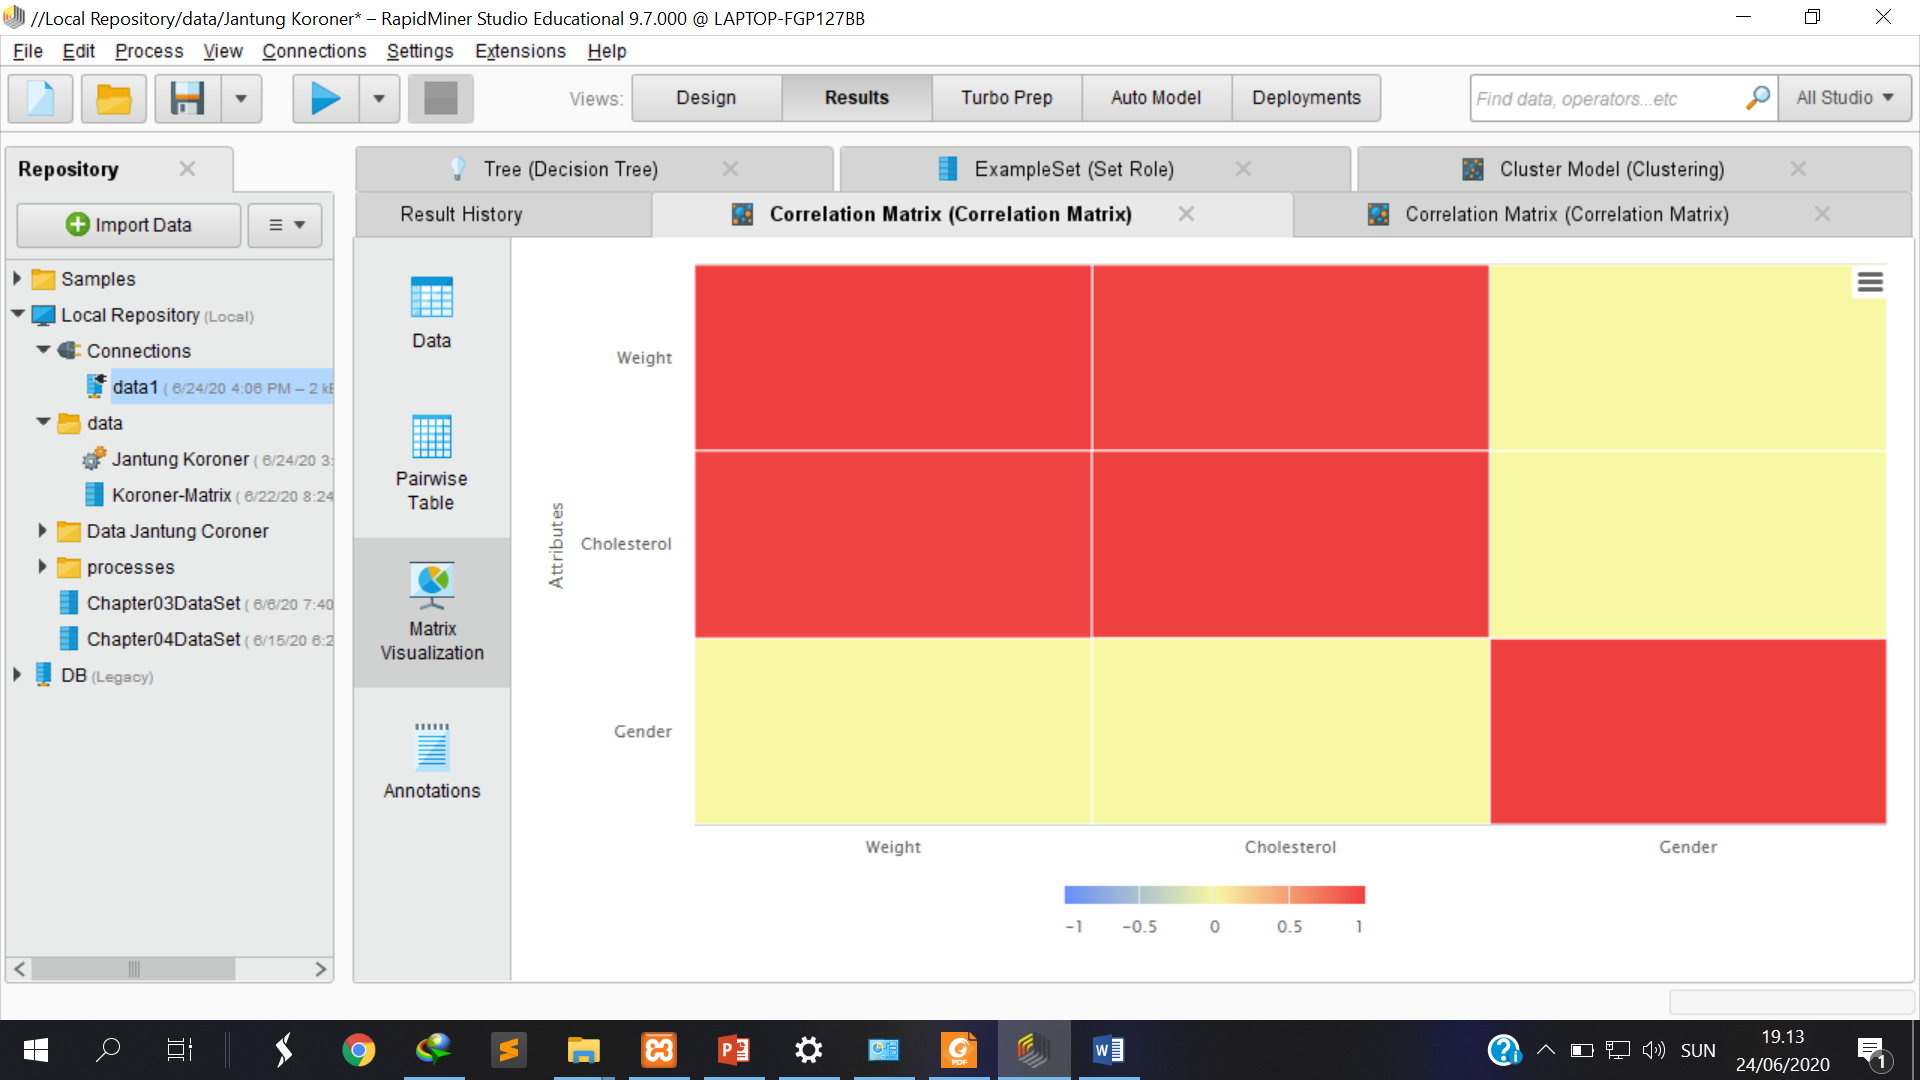 //Local Repository/data/Jantung Koroner* – RapidMiner Studio Educational 9.7.000 @ LAPTOP-FGP127BB
File Edit Process View Connections Settings Extensions Help
Views: Design Results Turbo Prep Auto Model Deployments
Find data, operators...etc All Studio
Repository
Import Data
Samples
Local Repository (Local)
Connections
data1 ( 6/24/20 4:06 PM – 2 kB
data
Jantung Koroner ( 6/24/20 3:
Koroner-Matrix ( 6/22/20 8:24
Data Jantung Coroner
processes
Chapter03DataSet ( 6/6/20 7:40
Chapter04DataSet ( 6/15/20 6:2
DB (Legacy)
Tree (Decision Tree) ExampleSet (Set Role) Cluster Model (Clustering)
Result History Correlation Matrix (Correlation Matrix) Correlation Matrix (Correlation Matrix)
Data
Pairwise
Table
Matrix
Visualization
Annotations
Attributes
Weight
Cholesterol
Gender
Weight Cholesterol Gender
-1 -0.5 0 0.5 1
SUN
19.13
24/06/2020
1